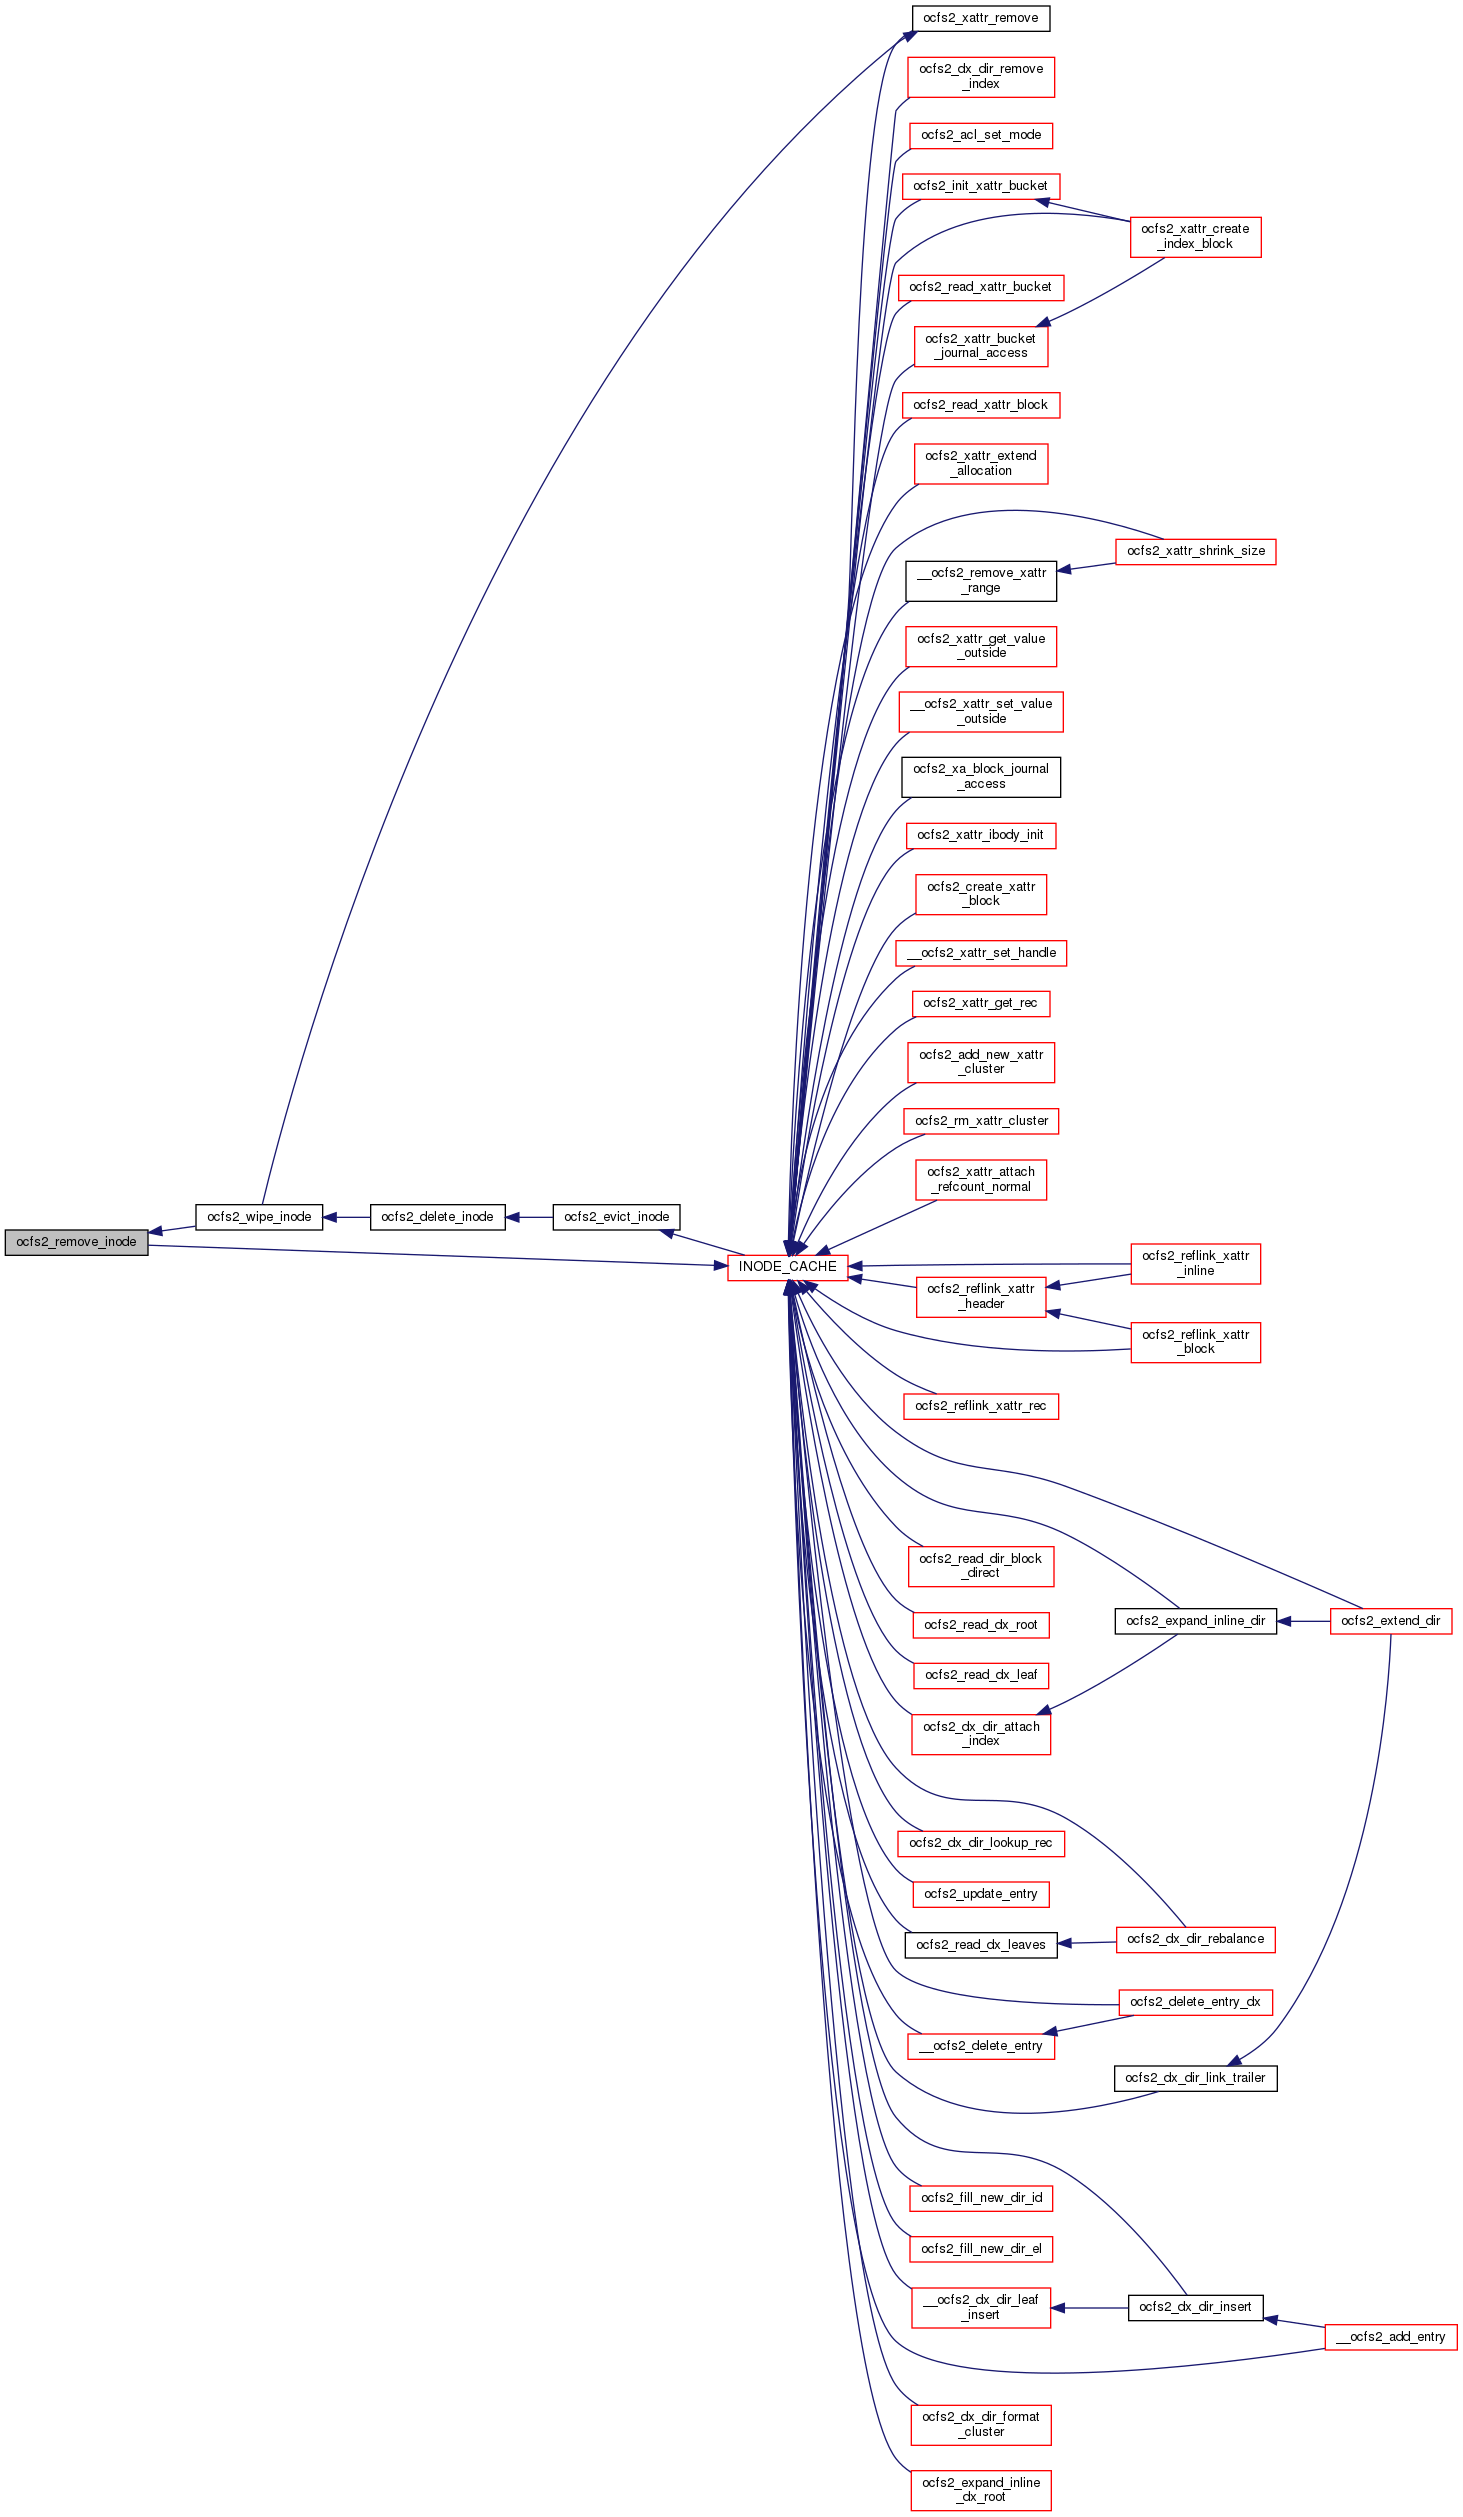 ocfs2_xattr_remove
ocfs2_dx_dir_remove
_index
ocfs2_acl_set_mode
ocfs2_init_xattr_bucket
ocfs2_xattr_create
_index_block
ocfs2_read_xattr_bucket
ocfs2_xattr_bucket
_journal_access
ocfs2_read_xattr_block
ocfs2_xattr_extend
_allocation
ocfs2_xattr_shrink_size
__ocfs2_remove_xattr
_range
ocfs2_xattr_get_value
_outside
__ocfs2_xattr_set_value
_outside
ocfs2_xa_block_journal
_access
ocfs2_xattr_ibody_init
ocfs2_create_xattr
_block
__ocfs2_xattr_set_handle
ocfs2_xattr_get_rec
ocfs2_add_new_xattr
_cluster
ocfs2_rm_xattr_cluster
ocfs2_xattr_attach
_refcount_normal
ocfs2_remove_inode
ocfs2_wipe_inode
ocfs2_delete_inode
ocfs2_evict_inode
INODE_CACHE
ocfs2_reflink_xattr
_inline
ocfs2_reflink_xattr
_header
ocfs2_reflink_xattr
_block
ocfs2_reflink_xattr_rec
ocfs2_read_dir_block
_direct
ocfs2_read_dx_root
ocfs2_expand_inline_dir
ocfs2_extend_dir
ocfs2_read_dx_leaf
ocfs2_dx_dir_attach
_index
ocfs2_dx_dir_lookup_rec
ocfs2_update_entry
ocfs2_read_dx_leaves
ocfs2_dx_dir_rebalance
ocfs2_delete_entry_dx
__ocfs2_delete_entry
ocfs2_dx_dir_link_trailer
ocfs2_fill_new_dir_id
ocfs2_fill_new_dir_el
__ocfs2_dx_dir_leaf
_insert
ocfs2_dx_dir_insert
__ocfs2_add_entry
ocfs2_dx_dir_format
_cluster
ocfs2_expand_inline
_dx_root